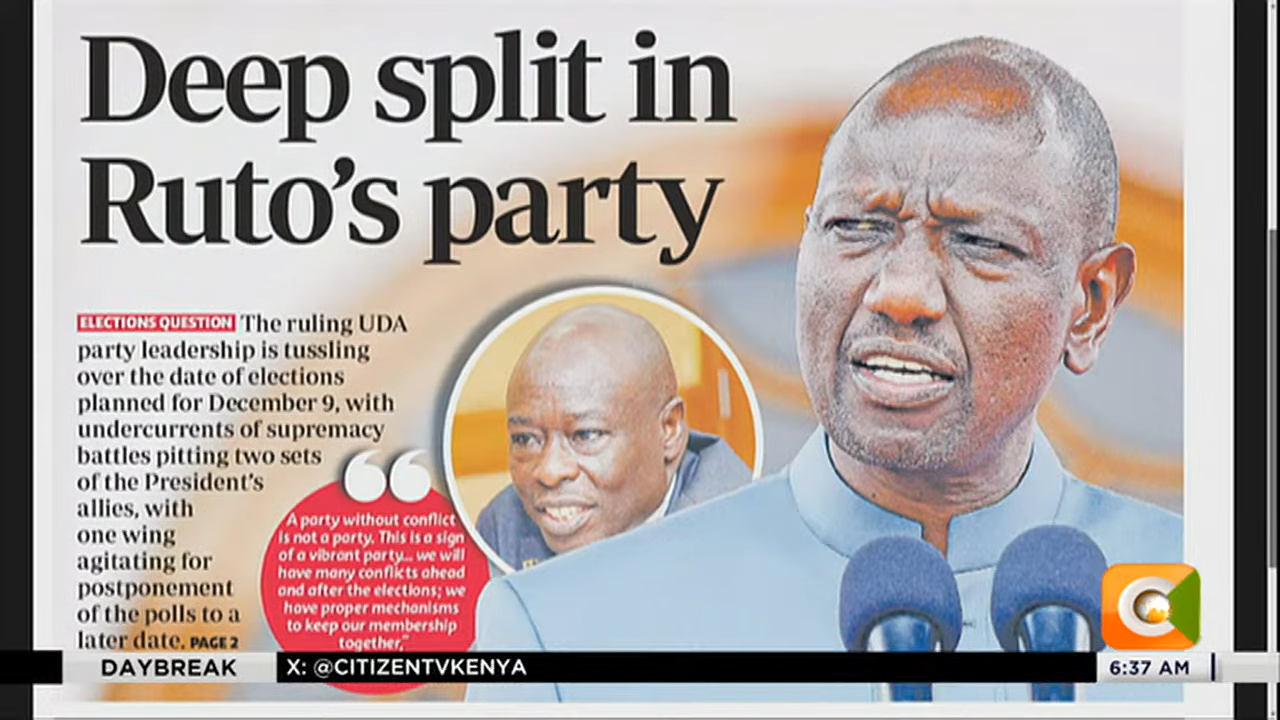 Deep split in
Ruto's party
ELECTIONS QUESTION The ruling UDA
party leadership is tussling
over the date of elections
planned for December 9, with
undercurrents of supremacy
battles pitting two sets
of the President's
allies, with
one wing
agitating for
postponement
of the polls to a
later date. PAGE 2
“
A party without conflict
is not a party. This is a sign
of a vibrant party... we will
have many conflicts ahead
and after the elections; we
have proper mechanisms
to keep our membership
together,"
DAYBREAK
X: @CITIZENTVKENYA
6:37 AM